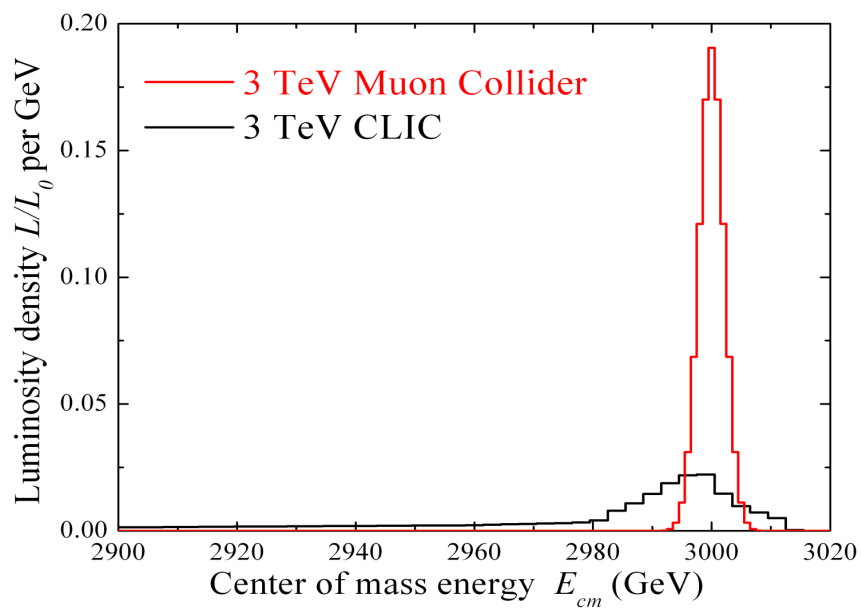 0.20
0.15
0.10
0.05
0.00
Luminosity density L/L0 per GeV
3 TeV Muon Collider
3 TeV CLIC
2900 2920 2940 2960 2980 3000 3020
Center of mass energy Ecm (GeV)